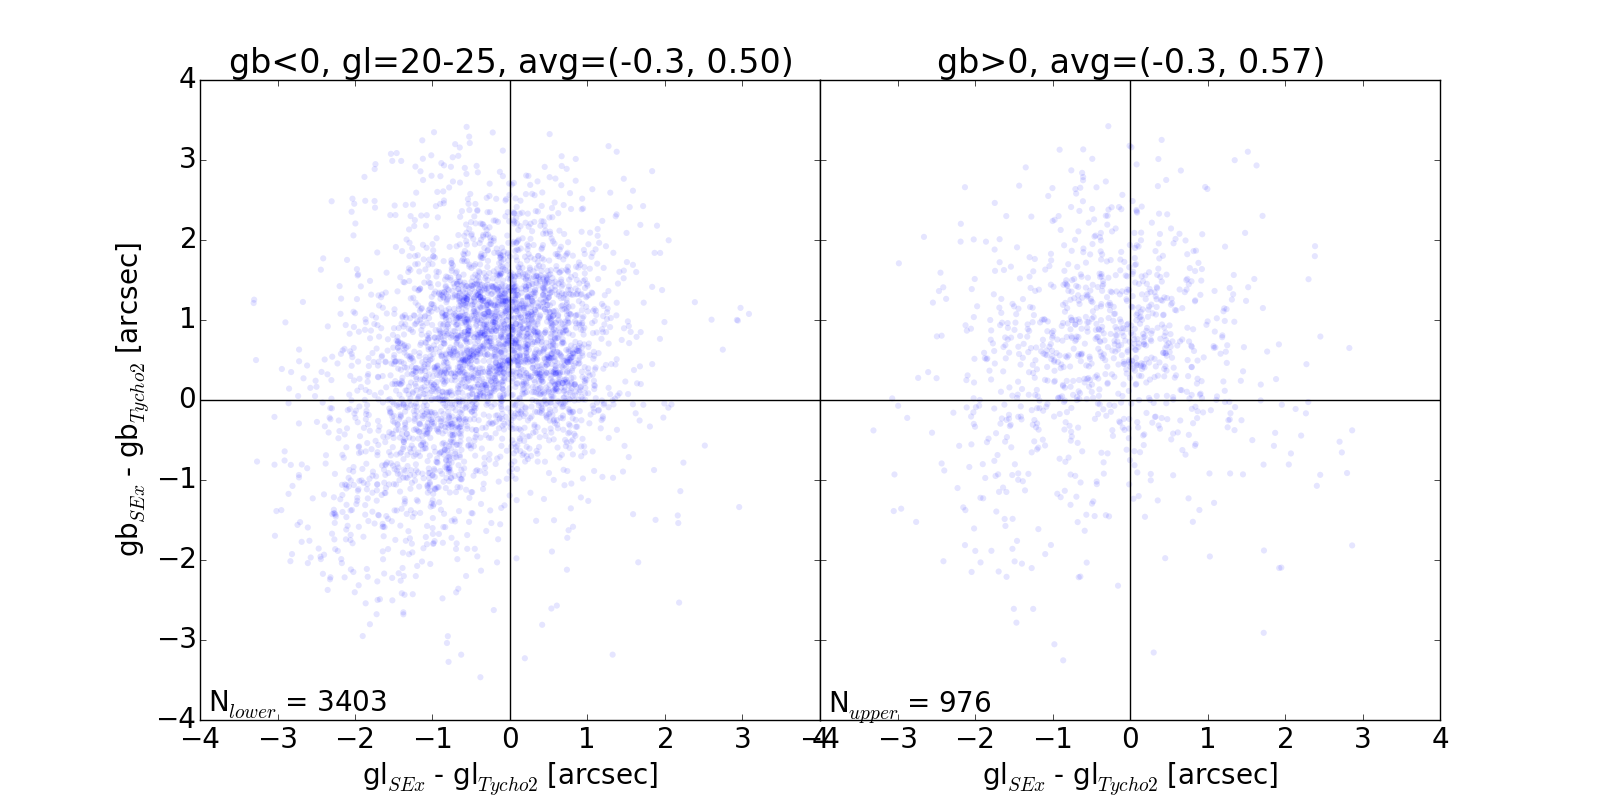 gb<0, gl=20-25, avg=(-0.3, 0.50)
gb>0, avg=(-0.3, 0.57)
4
3
2
1
0
−1
−2
−3
−4
gb_SEx - gb_Tycho2 [arcsec]
N_lower = 3403
N_upper = 976
−4 −3 −2 −1 0 1 2 3 4
−4 −3 −2 −1 0 1 2 3 4
gl_SEx - gl_Tycho2 [arcsec]
gl_SEx - gl_Tycho2 [arcsec]